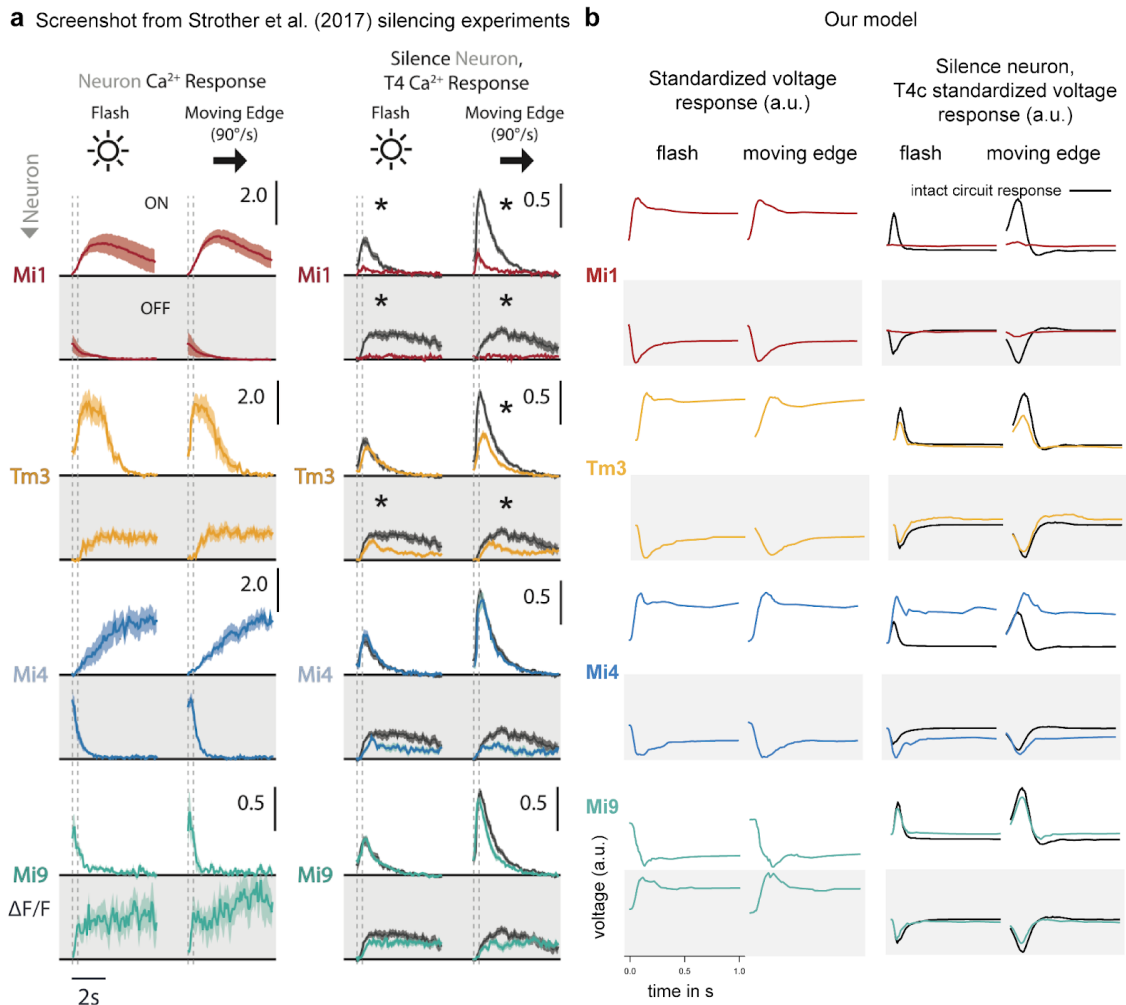 a Screenshot from Strother et al. (2017) silencing experiments
Neuron Ca²⁺ Response
Flash
Moving Edge
(90°/s)
Silence Neuron,
T4 Ca²⁺ Response
Flash
Moving Edge
(90°/s)
Neuron
ON
2.0
* *
0.5
Mi1
Mi1
OFF
* *
2.0
*
0.5
Tm3
Tm3
* *
2.0
0.5
Mi4
Mi4
0.5
0.5
Mi9
Mi9
ΔF/F
2s
b Our model
Standardized voltage
response (a.u.)
Silence neuron,
T4c standardized voltage
response (a.u.)
flash moving edge
flash moving edge
intact circuit response
Mi1
Tm3
Mi4
Mi9
voltage (a.u.)
0.0 0.5 1.0
time in s